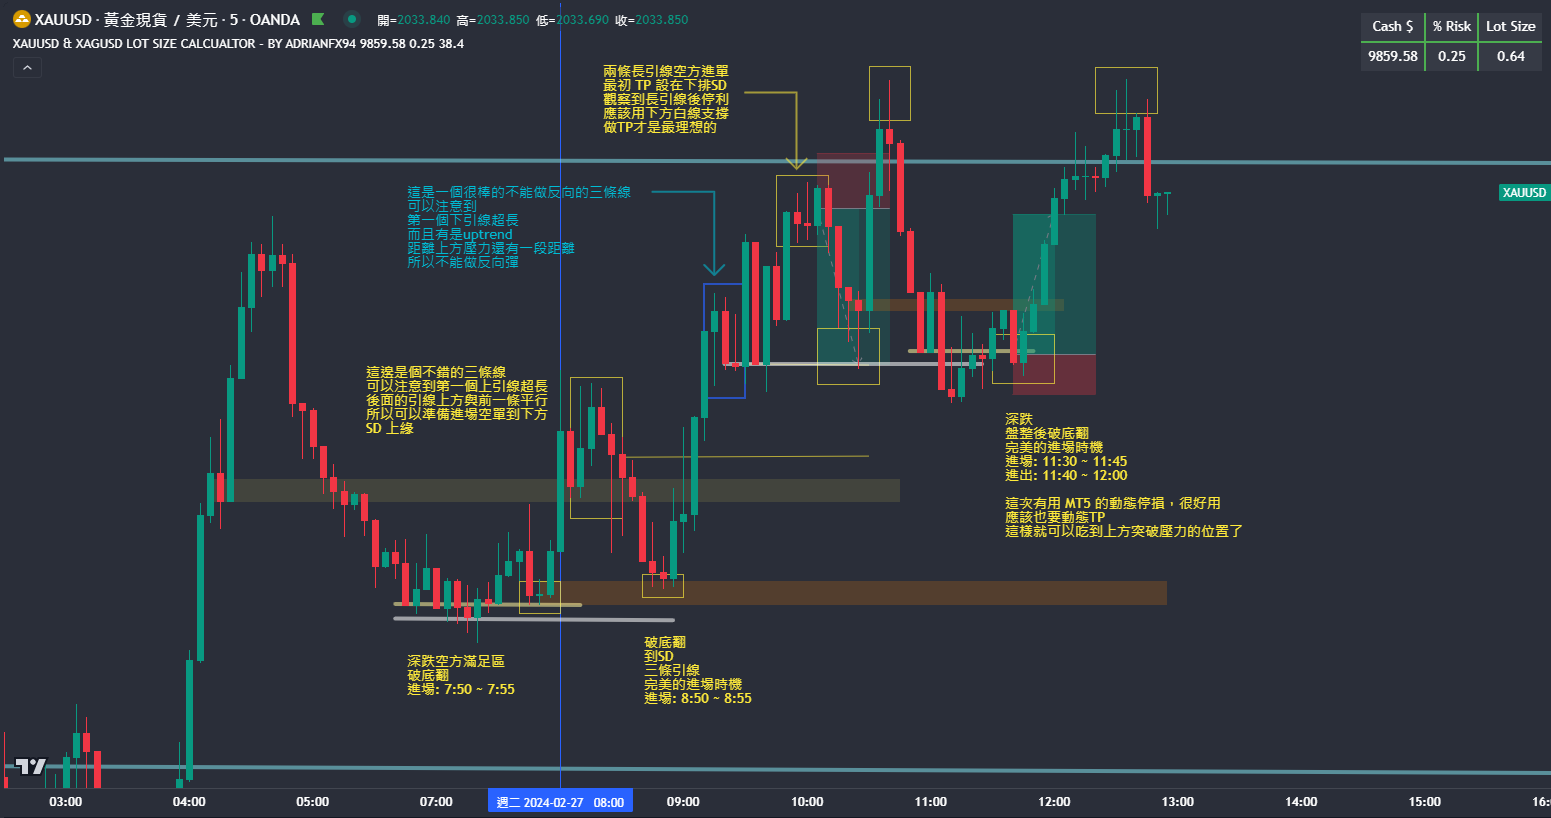 XAUUSD · 黃金現貨 / 美元 · 5 · OANDA 開=2033.840 高=2033.850 低=2033.690 收=2033.850
XAUUSD & XAGUSD LOT SIZE CALCUALTOR - BY ADRIANFX94 9859.58 0.25 38.4
Cash $ % Risk Lot Size
9859.58 0.25 0.64
兩條長引線空方進單
最初 TP 設在下排SD
觀察到長引線後停利
應該用下方白線支撐
做TP才是最理想的
這是一個很棒的不能做反向的三條線
可以注意到
第一個下引線超長
而且有是uptrend
距離上方壓力還有一段距離
所以不能做反向彈
XAUUSD
這邊是個不錯的三條線
可以注意到第一個上引線超長
後面的引線上方與前一條平行
所以可以準備進場空單到下方
SD 上緣
深跌
盤整後破底翻
完美的進場時機
進場: 11:30 ~ 11:45
進出: 11:40 ~ 12:00
這次有用 MT5 的動態停損，很好用
應該也要動態TP
這樣就可以吃到上方突破壓力的位置了
深跌空方滿足區
破底翻
進場: 7:50 ~ 7:55
破底翻
到SD
三條引線
完美的進場時機
進場: 8:50 ~ 8:55
03:00 04:00 05:00 07:00 週二 2024-02-27 08:00 09:00 10:00 11:00 12:00 13:00 14:00 15:00 16:0